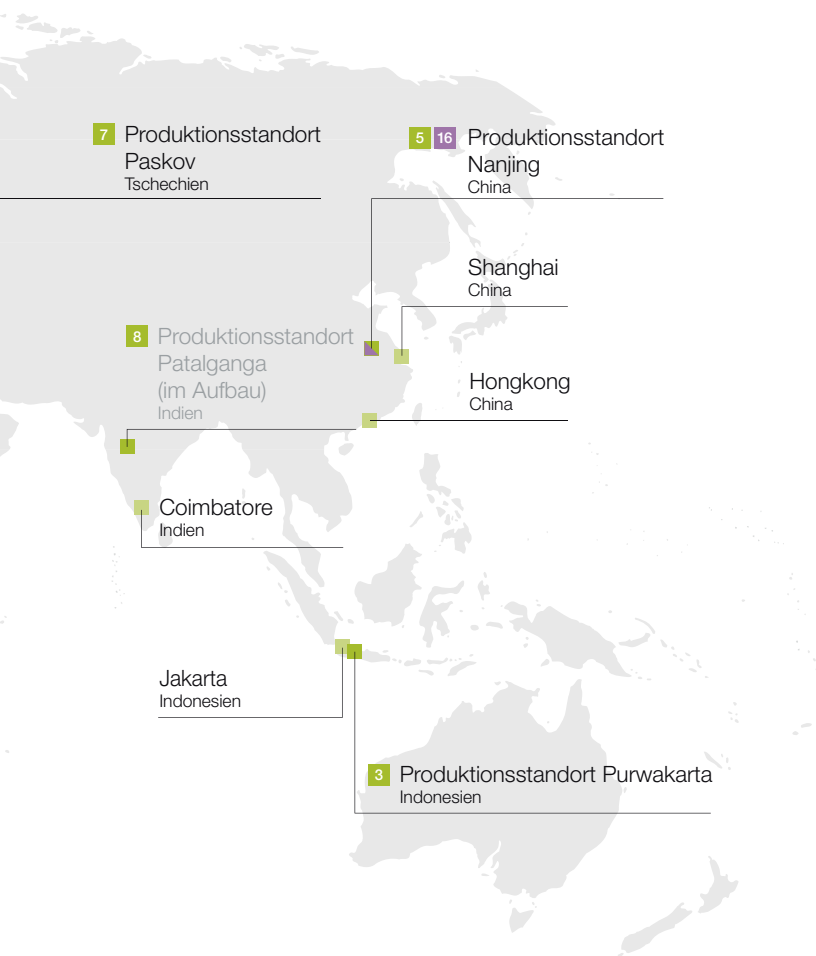 7 Produktionsstandort
Paskov
Tschechien
5 16 Produktionsstandort
Nanjing
China
Shanghai
China
8 Produktionsstandort
Patalganga
(im Aufbau)
Indien
Hongkong
China
Coimbatore
Indien
Jakarta
Indonesien
3 Produktionsstandort Purwakarta
Indonesien